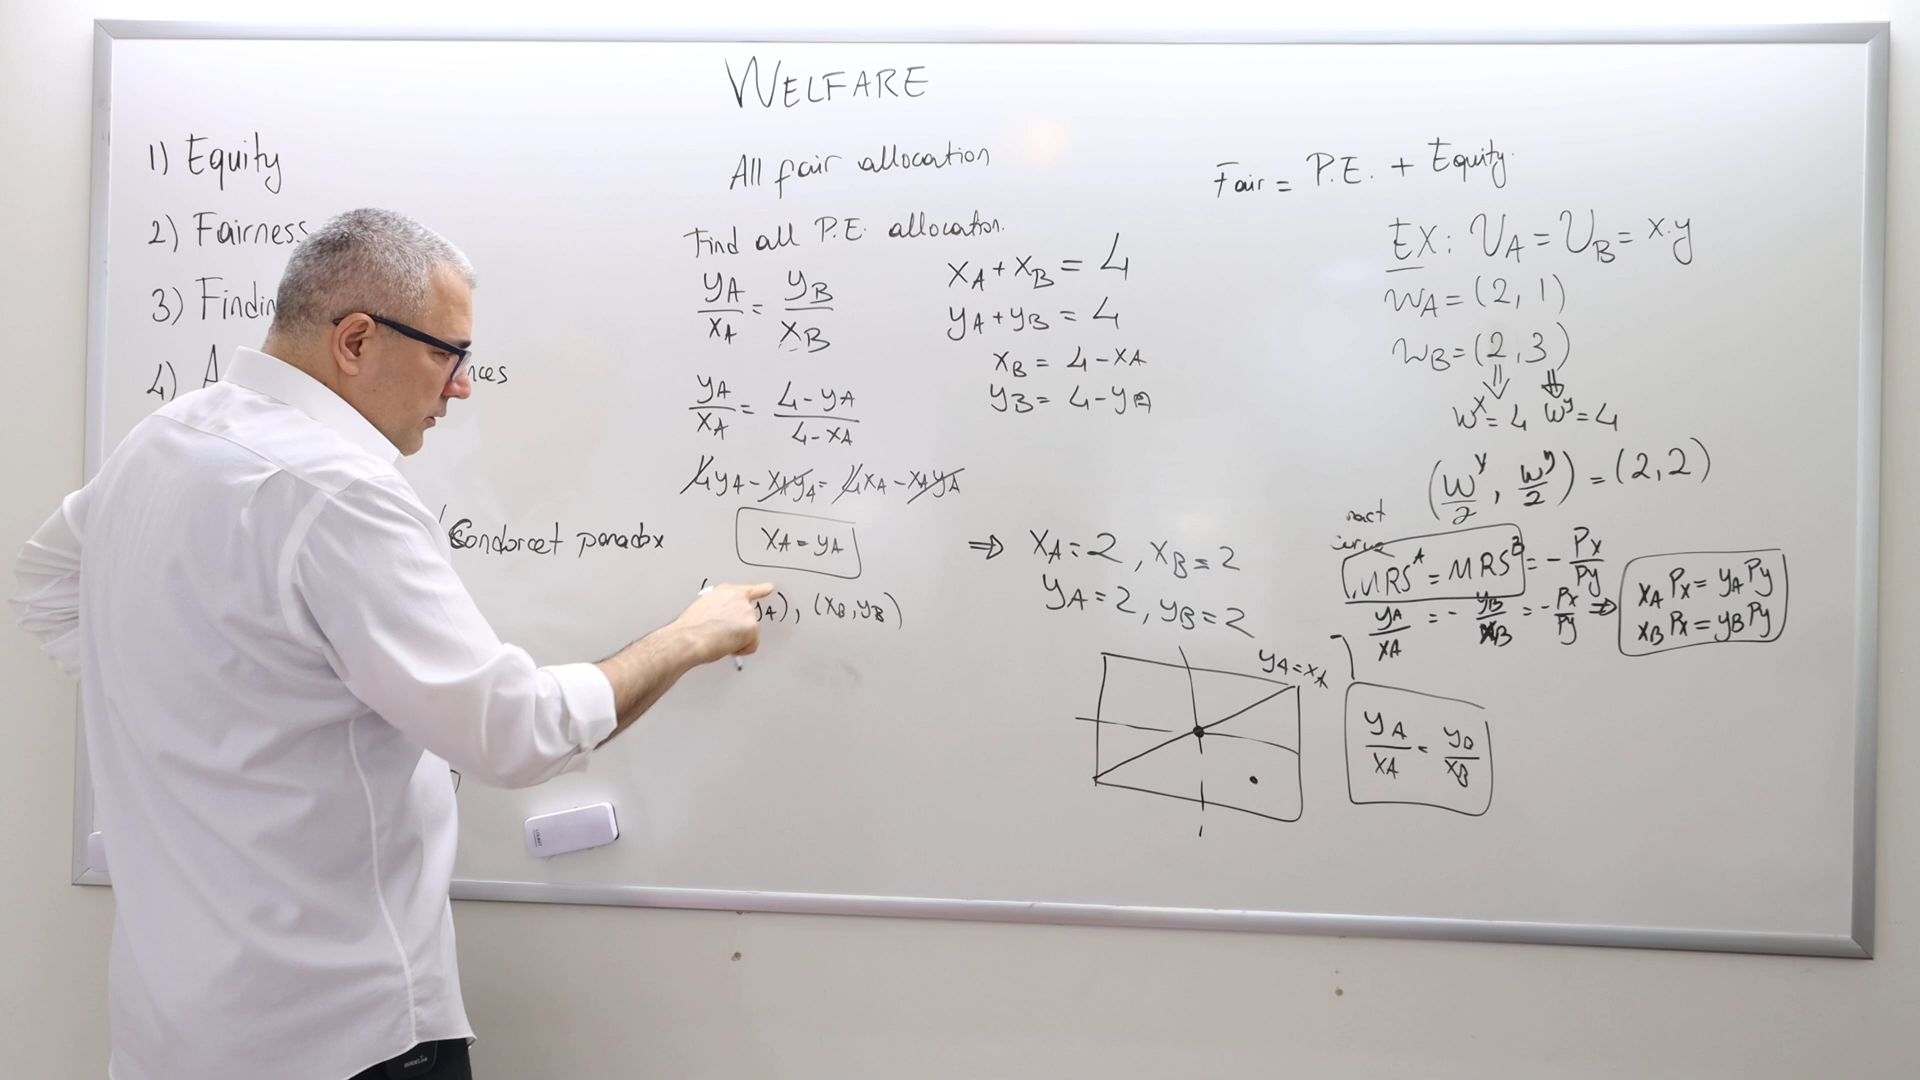 WELFARE
1) Equity
2) Fairness
3) Findin
4) A nces
Condorcet paradox
All fair allocation
Find all P.E. allocation.
yA/xA = yB/xB
xA + xB = 4
yA + yB = 4
xB = 4 - xA
yB = 4 - yA
yA/xA = (4 - yA)/(4 - xA)
4yA - xAyA = 4xA - xAyA
xA = yA
yA), (xB, yB)
⇒ xA = 2, xB = 2
yA = 2, yB = 2
yA = xA
Fair = P.E. + Equity.
EX: UA = UB = x.y
wA = (2, 1)
wB = (2, 3)
wx = 4 wy = 4
(wy/2, wy/2) = (2, 2)
MRSA = MRSB = - Px/Py
yA/xA = - yB/xB = - Px/Py ⇒
xA Px = yA Py
xB Px = yB Py
yA/xA = yB/xB